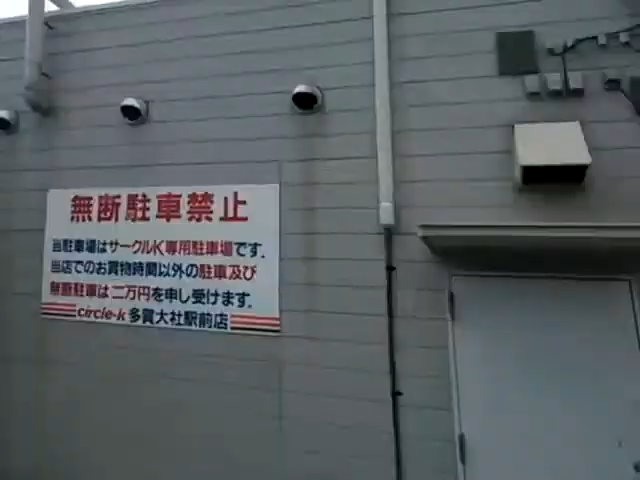 無断駐車禁止
当駐車場はサークルK専用駐車場です.
当店でのお買物時間以外の駐車及び
無断駐車は二万円を申し受けます.
circle-k 多賀大社駅前店